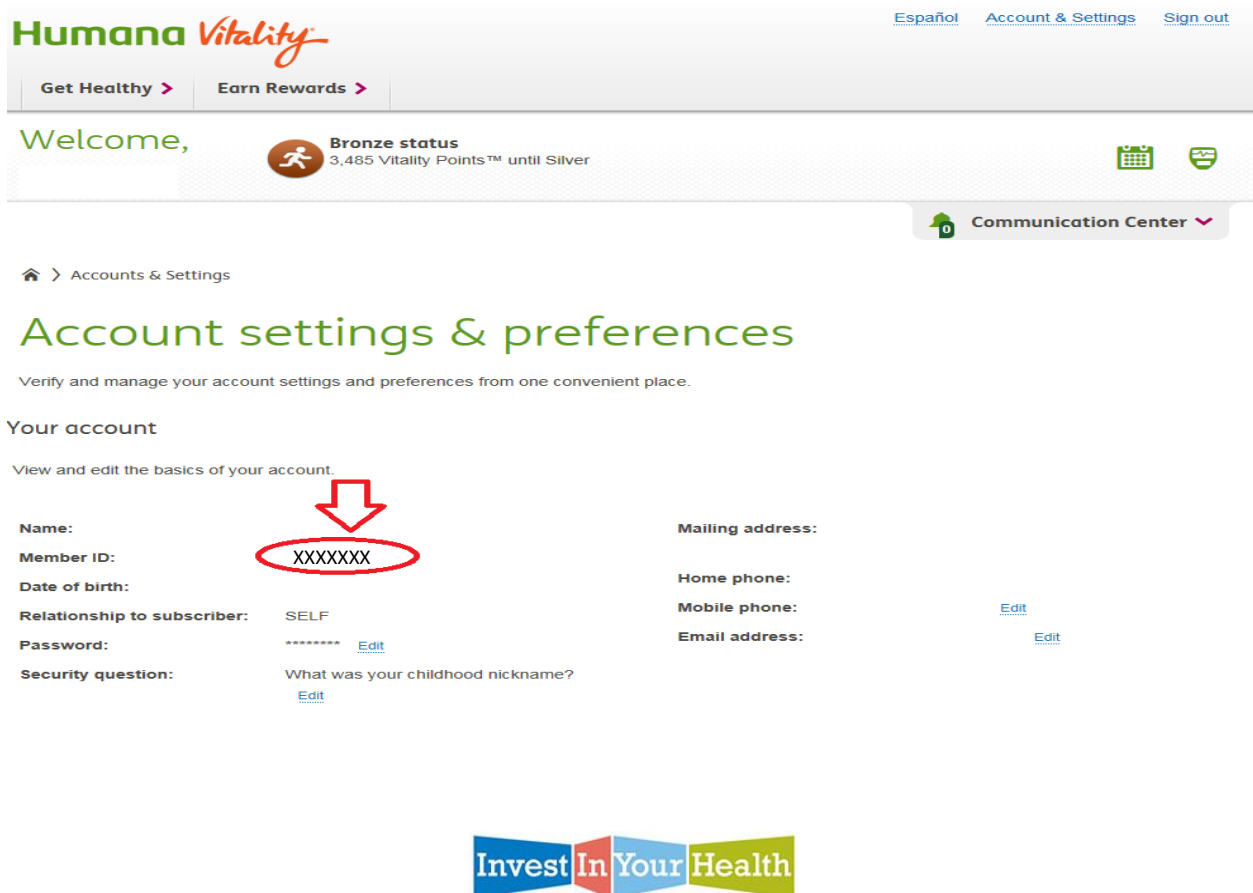 Humana Vitality
Español Account & Settings Sign out
Get Healthy > Earn Rewards >
Welcome,
Bronze status
3,485 Vitality Points™ until Silver
0 Communication Center
> Accounts & Settings
Account settings & preferences
Verify and manage your account settings and preferences from one convenient place.
Your account
View and edit the basics of your account.
Name:
Member ID: XXXXXXX
Date of birth:
Relationship to subscriber: SELF
Password: ******** Edit
Security question: What was your childhood nickname?
Edit
Mailing address:
Home phone:
Mobile phone: Edit
Email address: Edit
Invest In Your Health